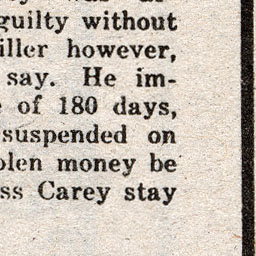 guilty without
iller however,
say. He im-
of 180 days,
suspended on
olen money be
ss Carey stay